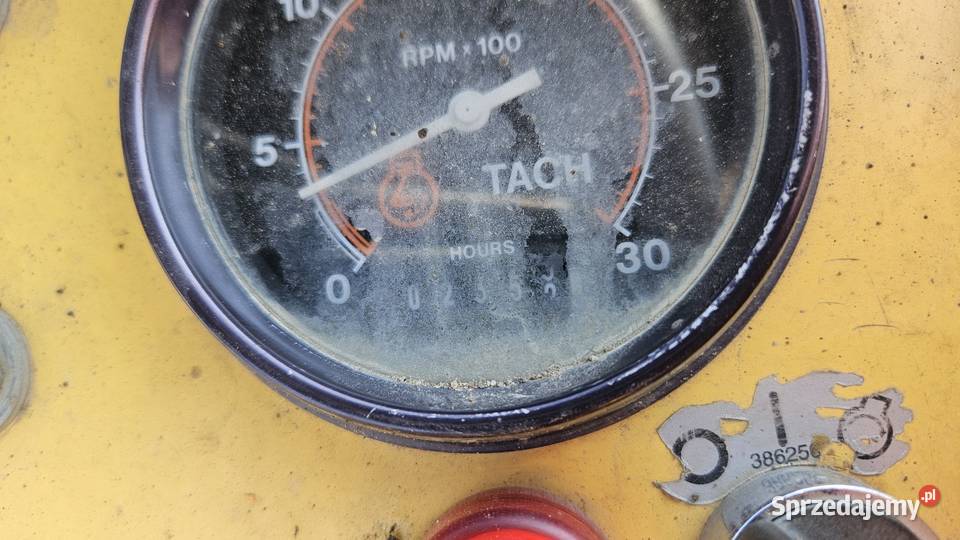 10
RPM x 100
25
5
TACH
HOURS
0
30
386256
Sprzedajemy.pl